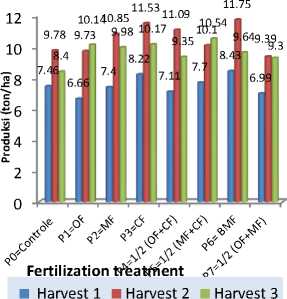 Produksi (ton/ha)
12
10
8
6
4
2
0
7.46
9.78
8.4
6.66
9.73
10.14
7.4
10.85
9.98
8.22
11.53
10.17
7.11
11.09
9.35
7.7
10.1
10.54
8.43
11.75
9.64
6.99
9.39
9.3
P0=Controle
P1=OF
P2=MF
P3=CF
P4=1/2 (OF+CF)
P5=1/2 (MF+CF)
P6= BMF
P7=1/2 (OF+MF)
Fertilization treatment
Harvest 1 Harvest 2 Harvest 3